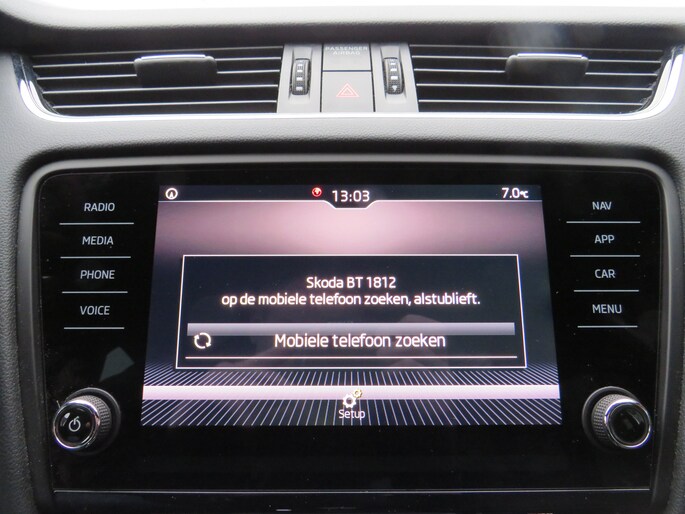 PASSENGER
AIRBAG
13:03
7.0°C
RADIO
MEDIA
PHONE
VOICE
NAV
APP
CAR
MENU
Skoda BT 1812
op de mobiele telefoon zoeken, alstublieft.
Mobiele telefoon zoeken
Setup